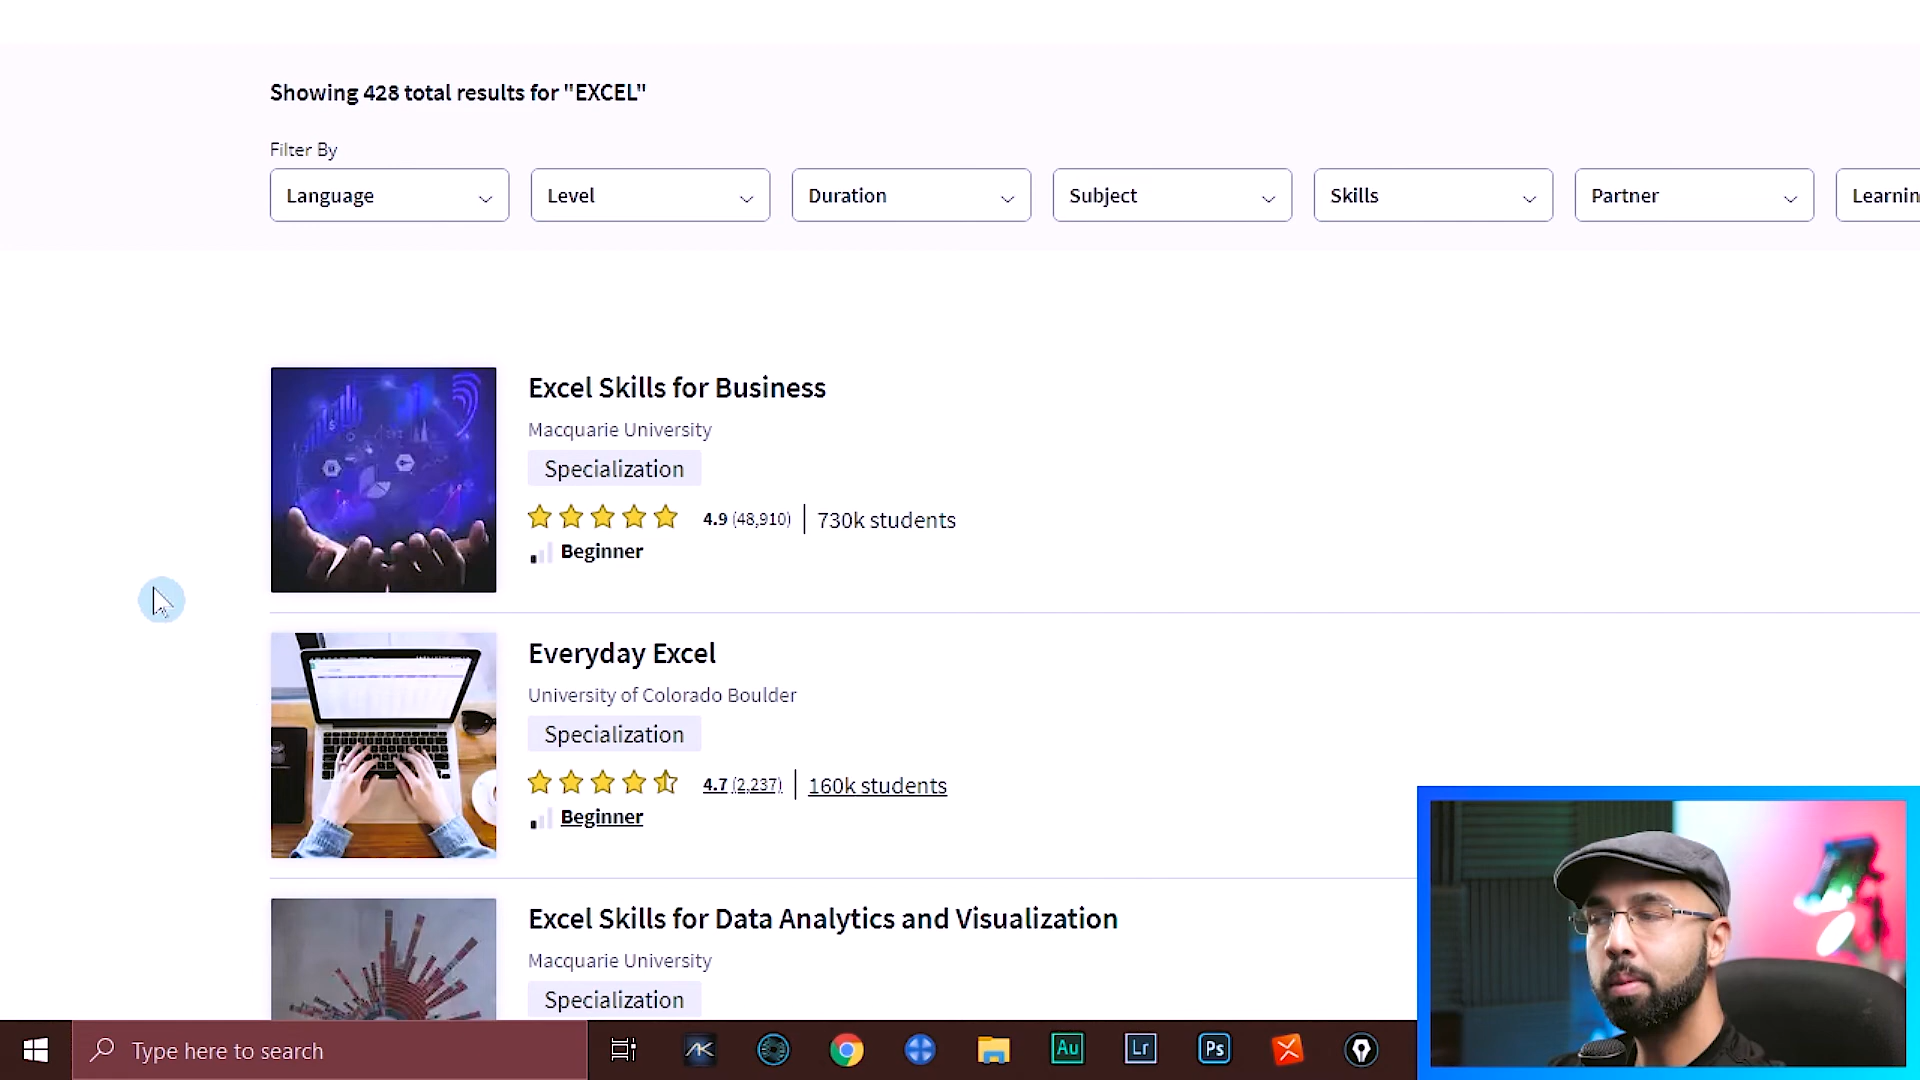 Showing 428 total results for "EXCEL"
Filter By
Language
Level
Duration
Subject
Skills
Partner
Learnin
Excel Skills for Business
Macquarie University
Specialization
4.9 (48,910) 730k students
Beginner
Everyday Excel
University of Colorado Boulder
Specialization
4.7 (2,237) 160k students
Beginner
Excel Skills for Data Analytics and Visualization
Macquarie University
Specialization
Type here to search
Au
Lr
Ps